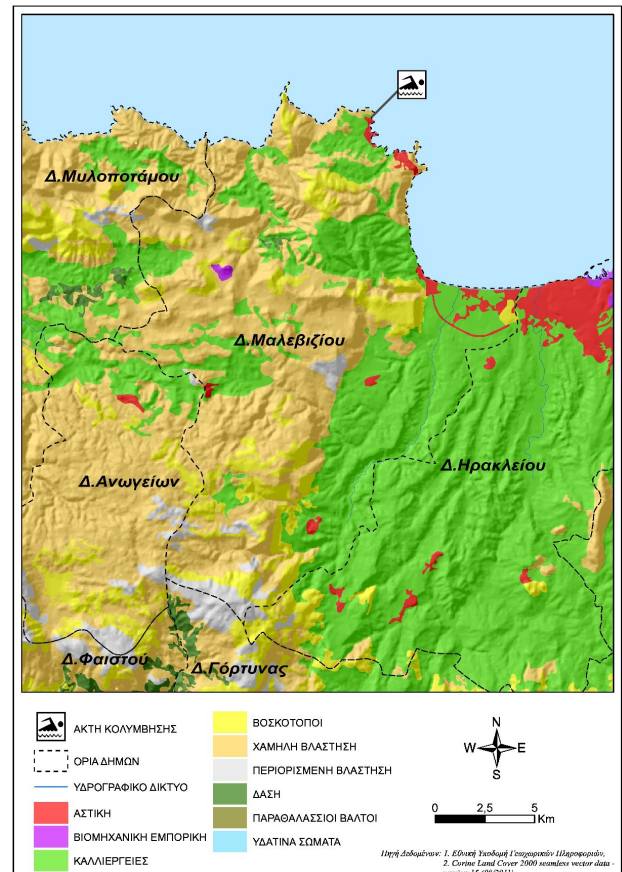 Δ.Μυλοποτάμου
Δ.Μαλεβιζίου
Δ.Ηρακλείου
Δ.Ανωγείων
Δ.Φαιστού
Δ.Γόρτυνας
ΑΚΤΗ ΚΟΛΥΜΒΗΣΗΣ
ΟΡΙΑ ΔΗΜΩΝ
ΥΔΡΟΓΡΑΦΙΚΟ ΔΙΚΤΥΟ
ΑΣΤΙΚΗ
ΒΙΟΜΗΧΑΝΙΚΗ ΕΜΠΟΡΙΚΗ
ΚΑΛΛΙΕΡΓΕΙΕΣ
ΒΟΣΚΟΤΟΠΟΙ
ΧΑΜΗΛΗ ΒΛΑΣΤΗΣΗ
ΠΕΡΙΟΡΙΣΜΕΝΗ ΒΛΑΣΤΗΣΗ
ΔΑΣΗ
ΠΑΡΑΘΑΛΑΣΣΙΟΙ ΒΑΛΤΟΙ
ΥΔΑΤΙΝΑ ΣΩΜΑΤΑ
N
W E
S
0 2,5 5
Km
Πηγή Δεδομένων: 1. Εθνική Υποδομή Γεωχωρικών Πληροφοριών,
2. Corine Land Cover 2000 seamless vector data -